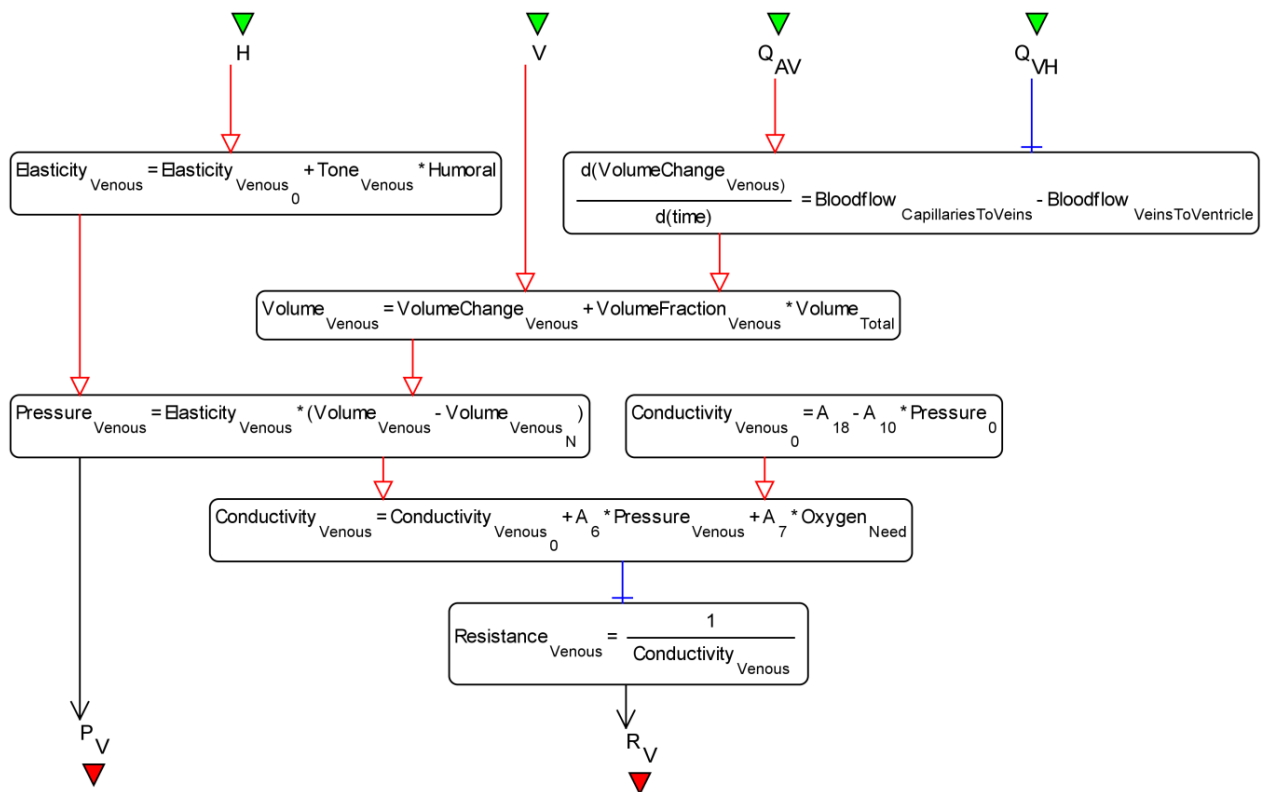 H
V
Q AV
Q VH
Elasticity Venous = Elasticity Venous 0 + Tone Venous * Humoral
d(VolumeChange Venous)
d(time)
= Bloodflow CapillariesToVeins - Bloodflow VeinsToVentricle
Volume Venous = VolumeChange Venous + VolumeFraction Venous * Volume Total
Pressure Venous = Elasticity Venous * (Volume Venous - Volume Venous N )
Conductivity Venous 0 = A 18 - A 10 * Pressure 0
Conductivity Venous = Conductivity Venous 0 + A 6 * Pressure Venous + A 7 * Oxygen Need
Resistance Venous =
1
Conductivity Venous
P V
R V